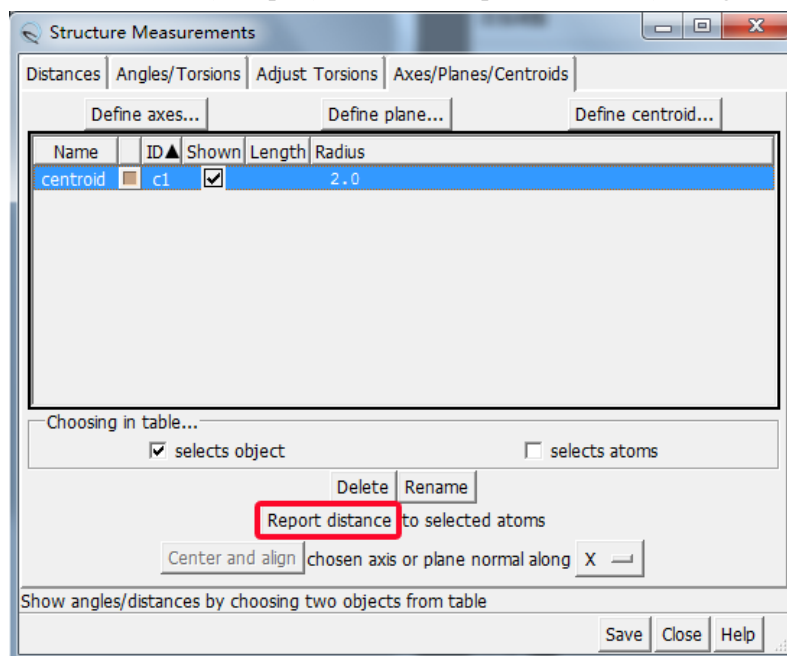 Structure Measurements
Distances Angles/Torsions Adjust Torsions Axes/Planes/Centroids
Define axes... Define plane... Define centroid...
Name ID▲ Shown Length Radius
centroid c1 2.0
Choosing in table...
selects object selects atoms
Delete Rename
Report distance to selected atoms
Center and align chosen axis or plane normal along X
Show angles/distances by choosing two objects from table
Save Close Help